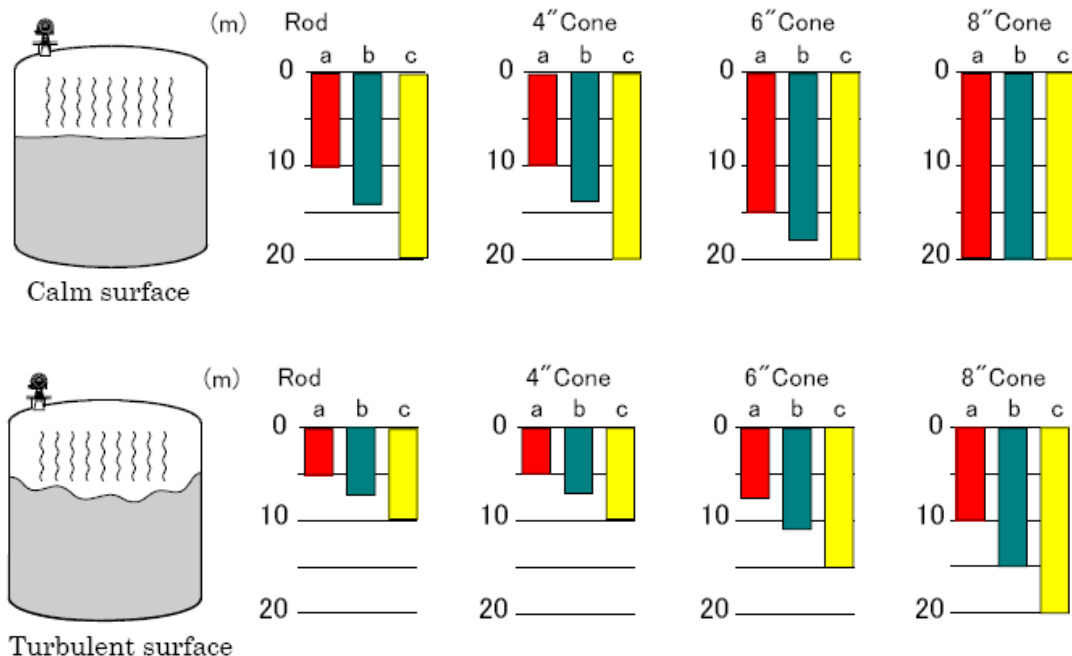 (m) Rod 4″Cone 6″Cone 8″Cone
a b c a b c a b c a b c
0 0 0 0
10 10 10 10
20 20 20 20
Calm surface
(m) Rod 4″Cone 6″Cone 8″Cone
a b c a b c a b c a b c
0 0 0 0
10 10 10 10
20 20 20 20
Turbulent surface